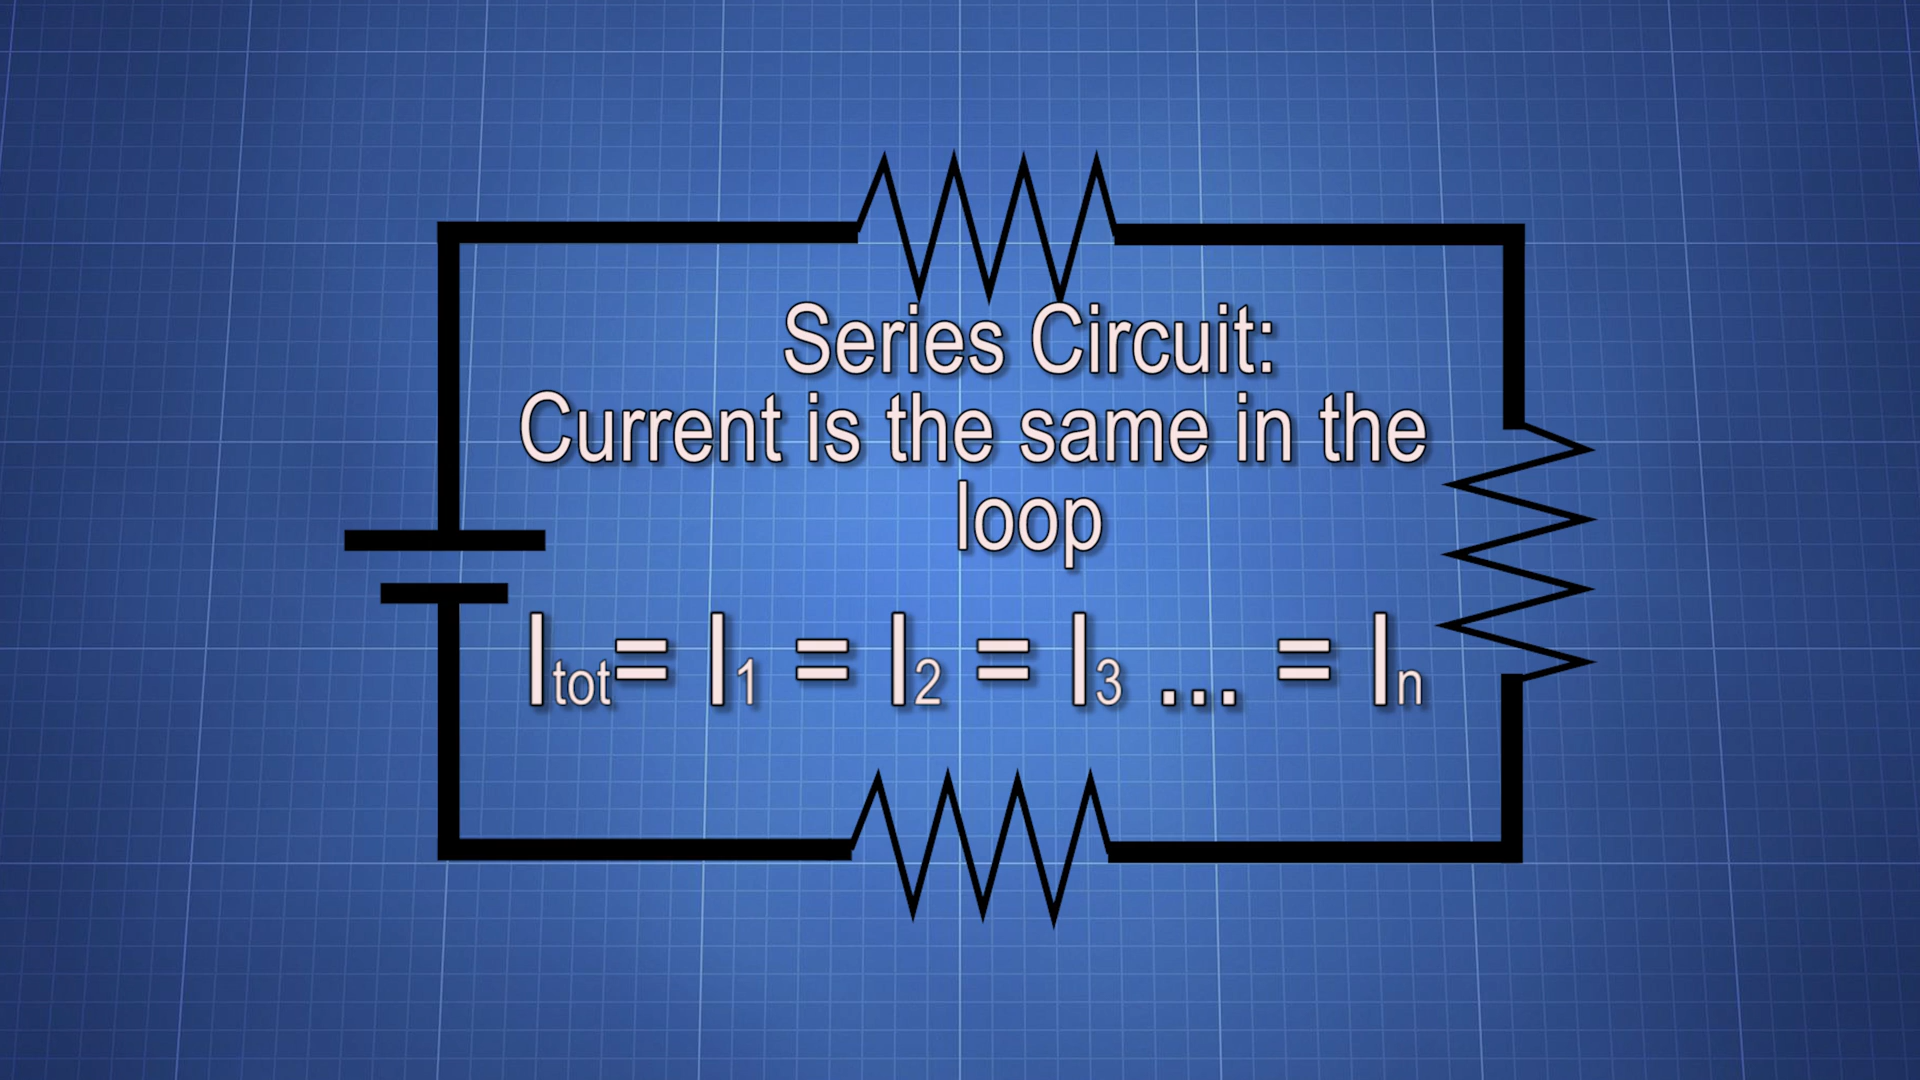 Series Circuit:
Current is the same in the
loop
Itot= I1 = I2 = I3 ... = In